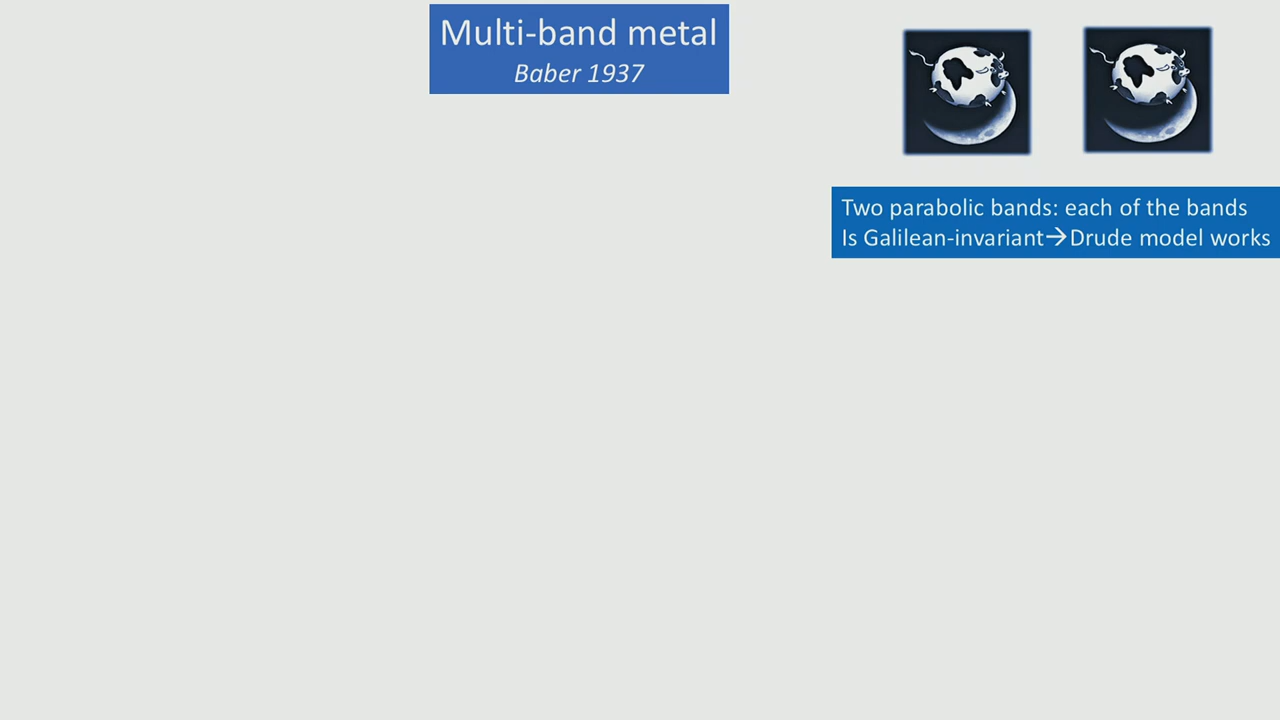 Multi-band metal
Baber 1937
Two parabolic bands: each of the bands
Is Galilean-invariant→Drude model works